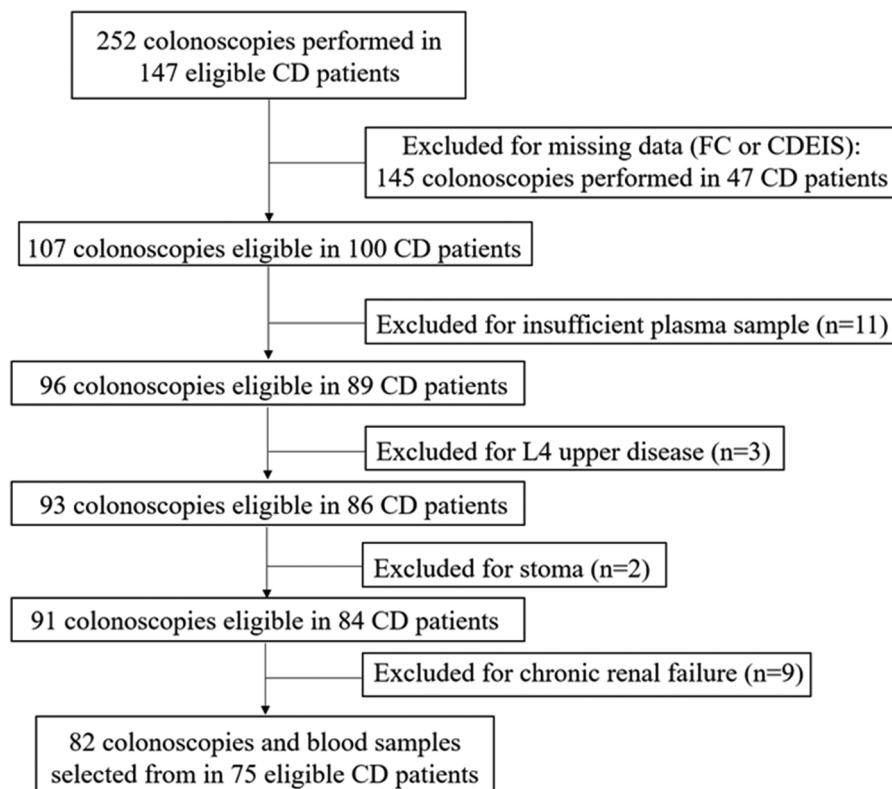 252 colonoscopies performed in
147 eligible CD patients
Excluded for missing data (FC or CDEIS):
145 colonoscopies performed in 47 CD patients
107 colonoscopies eligible in 100 CD patients
Excluded for insufficient plasma sample (n=11)
96 colonoscopies eligible in 89 CD patients
Excluded for L4 upper disease (n=3)
93 colonoscopies eligible in 86 CD patients
Excluded for stoma (n=2)
91 colonoscopies eligible in 84 CD patients
Excluded for chronic renal failure (n=9)
82 colonoscopies and blood samples
selected from in 75 eligible CD patients